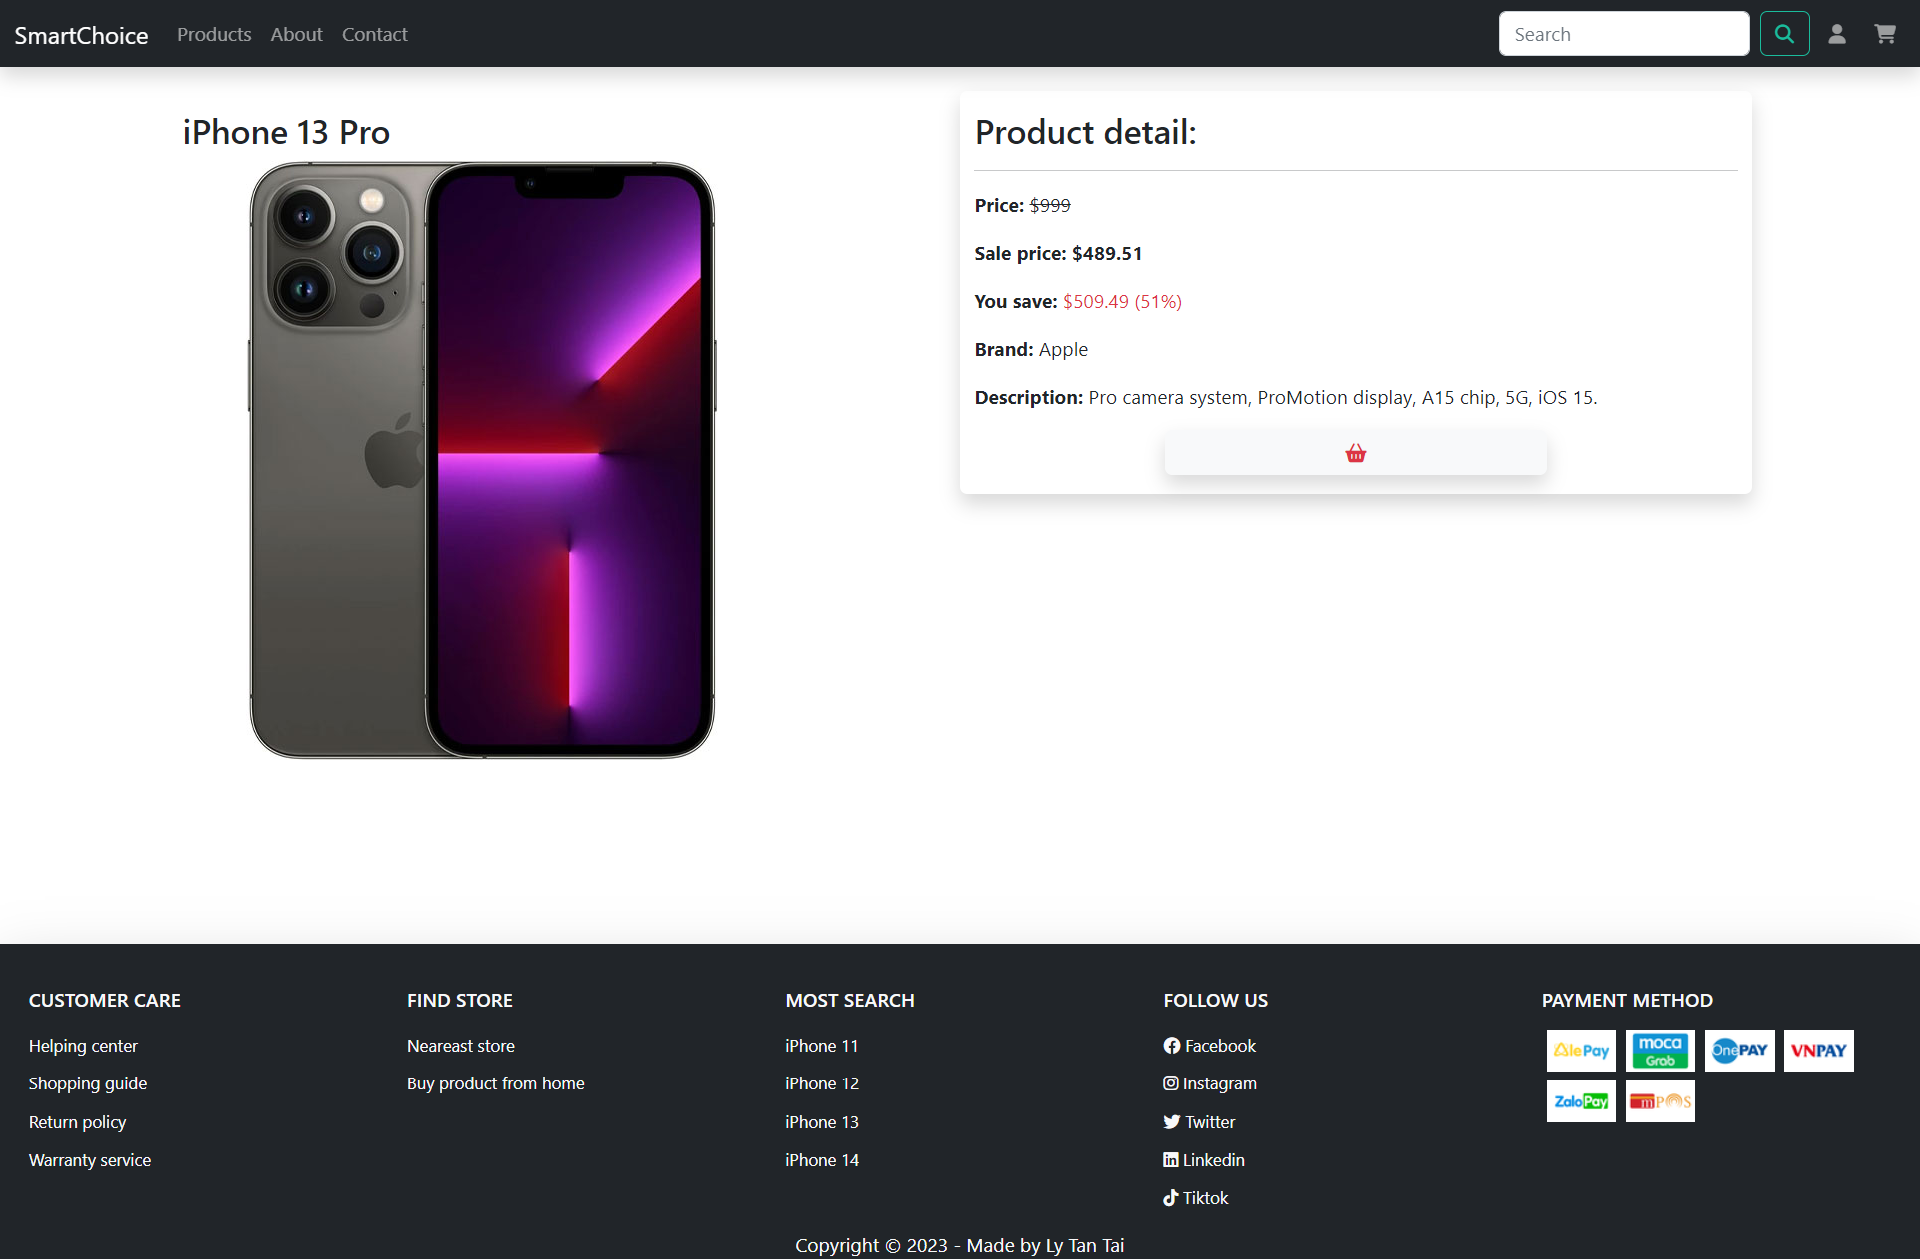 SmartChoice Products About Contact Search
iPhone 13 Pro
Product detail:
Price: $999
Sale price: $489.51
You save: $509.49 (51%)
Brand: Apple
Description: Pro camera system, ProMotion display, A15 chip, 5G, iOS 15.
CUSTOMER CARE
Helping center
Shopping guide
Return policy
Warranty service
FIND STORE
Neareast store
Buy product from home
MOST SEARCH
iPhone 11
iPhone 12
iPhone 13
iPhone 14
FOLLOW US
Facebook
Instagram
Twitter
Linkedin
Tiktok
PAYMENT METHOD
AlePay moca Grab OnePAY VNPAY
ZaloPay mPOS
Copyright © 2023 - Made by Ly Tan Tai